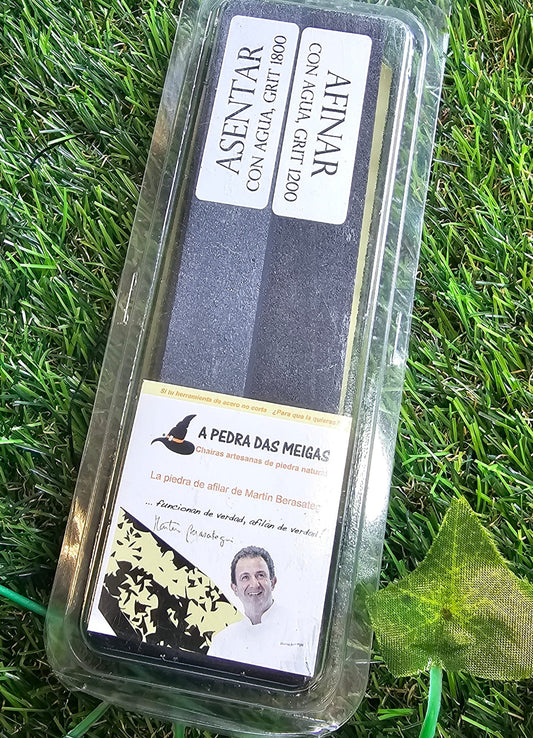 ASENTAR
CON AGUA, GRIT 1800
AFINAR
CON AGUA, GRIT 1200
Si tu herramienta de acero no corta ¿Para que la quieres?
A PEDRA DAS MEIGAS
Chairas artesanas de piedra natural
La piedra de afilar de Martín Berasategui
... funcionan de verdad, afilan de verdad!
Martín Berasategui